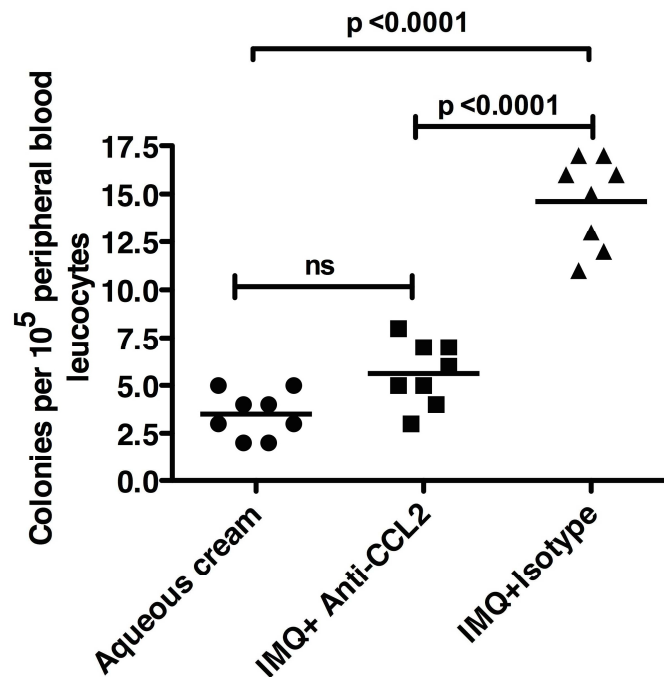 p <0.0001
p <0.0001
ns
Colonies per 10⁵ peripheral blood
leucocytes
17.5
15.0
12.5
10.0
7.5
5.0
2.5
0.0
Aqueous cream
IMQ+ Anti-CCL2
IMQ+Isotype